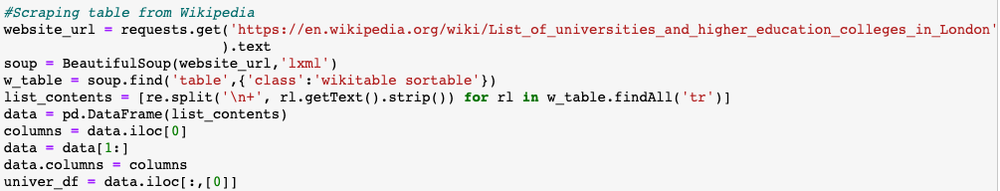 #Scraping table from Wikipedia
website_url = requests.get('https://en.wikipedia.org/wiki/List_of_universities_and_higher_education_colleges_in_London'
                          ).text
soup = BeautifulSoup(website_url,'lxml')
w_table = soup.find('table',{'class':'wikitable sortable'})
list_contents = [re.split('\n+', rl.getText().strip()) for rl in w_table.findAll('tr')]
data = pd.DataFrame(list_contents)
columns = data.iloc[0]
data = data[1:]
data.columns = columns
univer_df = data.iloc[:,[0]]